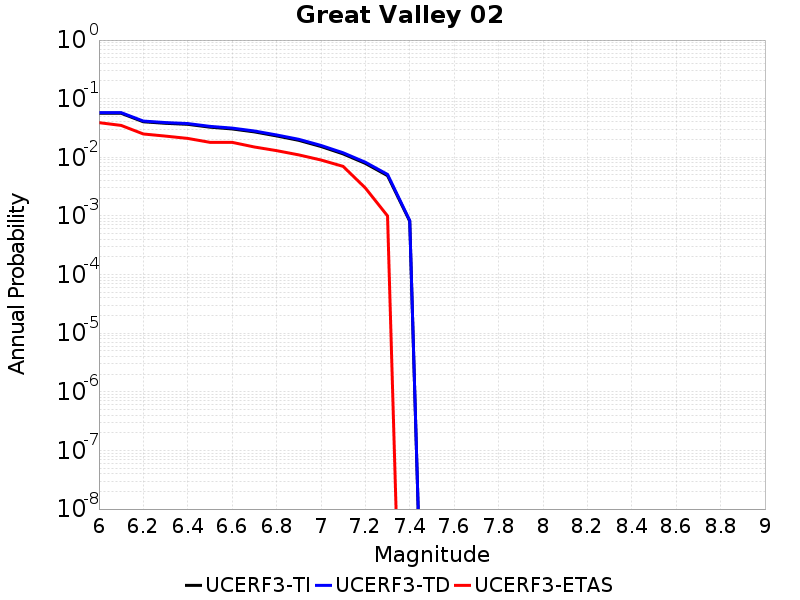 Great Valley 02
10^0
10^-1
10^-2
10^-3
10^-4
10^-5
10^-6
10^-7
10^-8
Annual Probability
6 6.2 6.4 6.6 6.8 7 7.2 7.4 7.6 7.8 8 8.2 8.4 8.6 8.8 9
Magnitude
UCERF3-TI UCERF3-TD UCERF3-ETAS